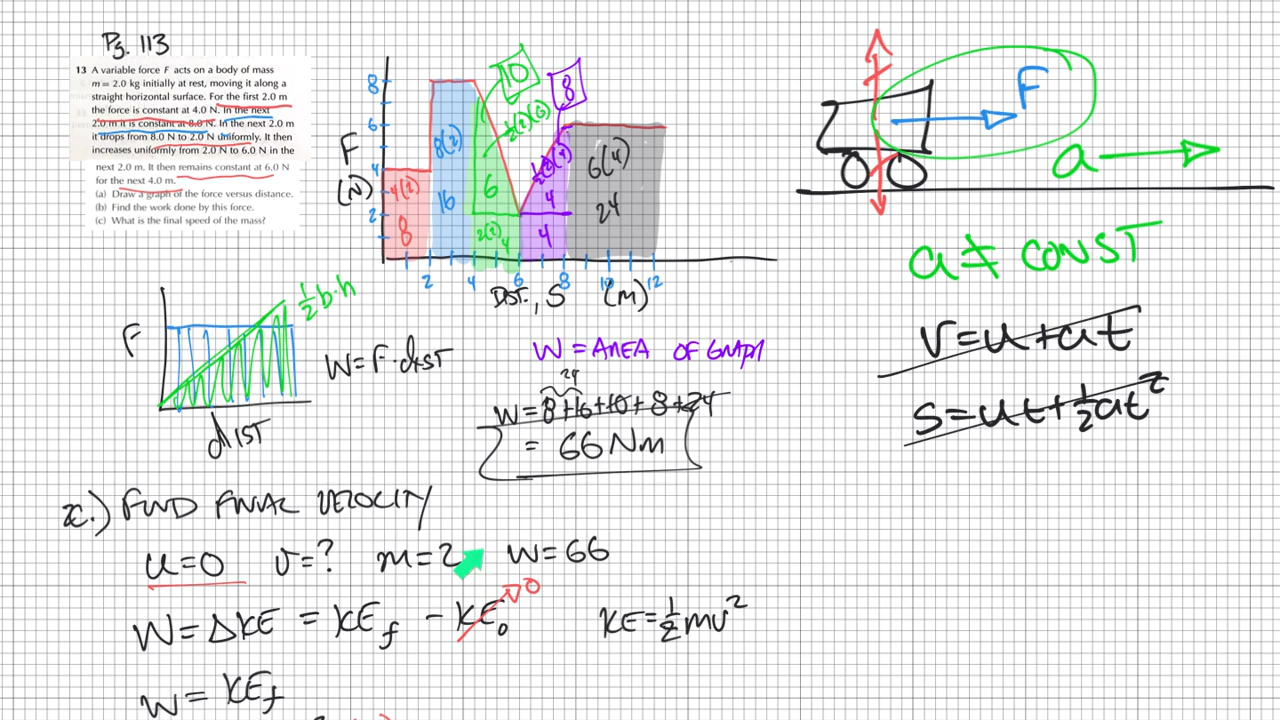 Pg. 113
13 A variable force F acts on a body of mass
m = 2.0 kg initially at rest, moving it along a
straight horizontal surface. For the first 2.0 m
the force is constant at 4.0 N. In the next
2.0 m it is constant at 8.0 N. In the next 2.0 m
it drops from 8.0 N to 2.0 N uniformly. It then
increases uniformly from 2.0 N to 6.0 N in the
next 2.0 m. It then remains constant at 6.0 N
for the next 4.0 m.
(a) Draw a graph of the force versus distance.
(b) Find the work done by this force.
(c) What is the final speed of the mass?
F
(N)
8
6
4
2
2 4 6 8 10 12
DIST., S (M)
4(2)
8
8(2)
16
10
½(2)(6)
6
2(2) 4
8
½(2)(4)
4
4
6(4)
24
F
½b·h
dIST
W=F·dIST
W = AREA OF GRAPH
24
W=8+16+10+8+24
= 66 Nm
F
a
a ≠ CONST
V=u+at
S=ut+½at²
c.) FIND FINAL VELOCITY
u=0 v=? m=2 W=66
W=ΔKE = KEf - KE₀ 0
KE=½mv²
W = KEf